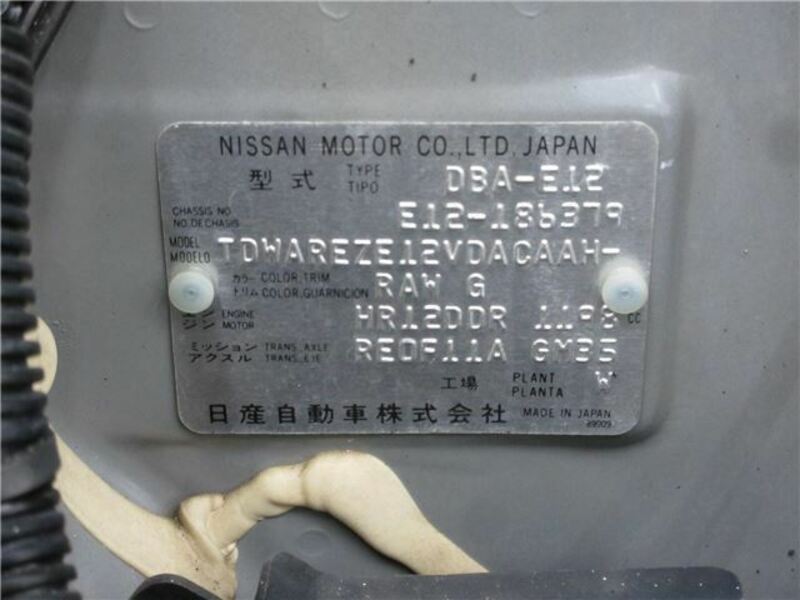 NISSAN MOTOR CO.,LTD. JAPAN
型式 TYPE TIPO DBA-E12
CHASSIS NO. NO. DE CHASIS E12-186379
MODEL MODELO TDWAREZE12VDACAAH-
カラー トリム COLOR, TRIM COLOR, GUARNICION RAW G
エンジン ENGINE MOTOR HR12DDR 1198 CC
ミッション アクスル TRANS. AXLE TRANS. EJE RE0F11A GM35
工場 PLANT PLANTA W*
日産自動車株式会社 MADE IN JAPAN